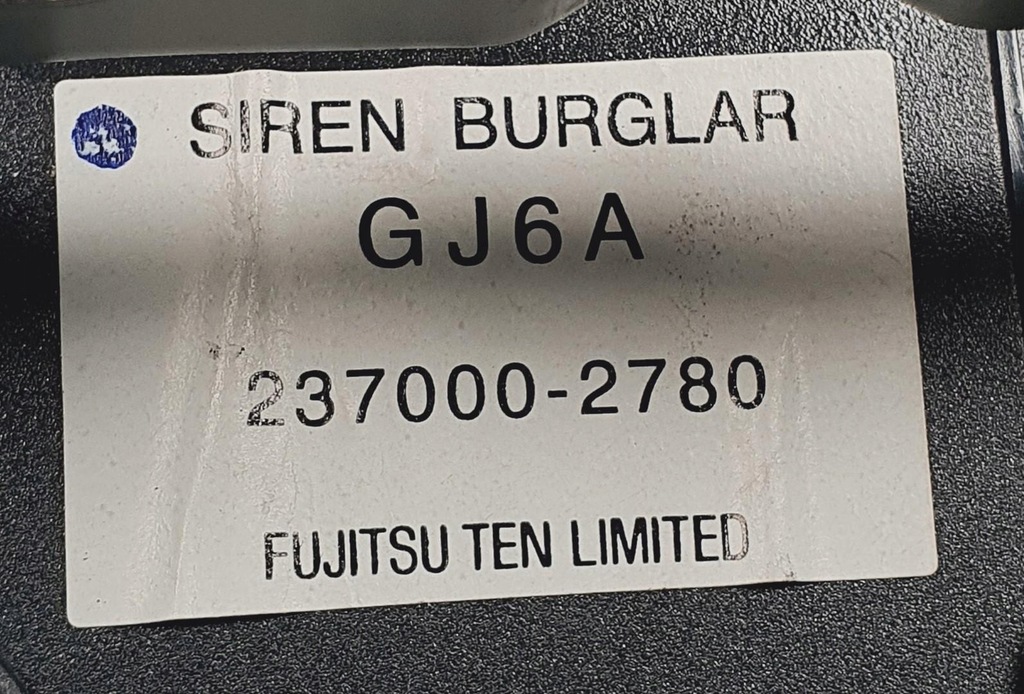 SIREN BURGLAR
GJ6A
237000-2780
FUJITSU TEN LIMITED